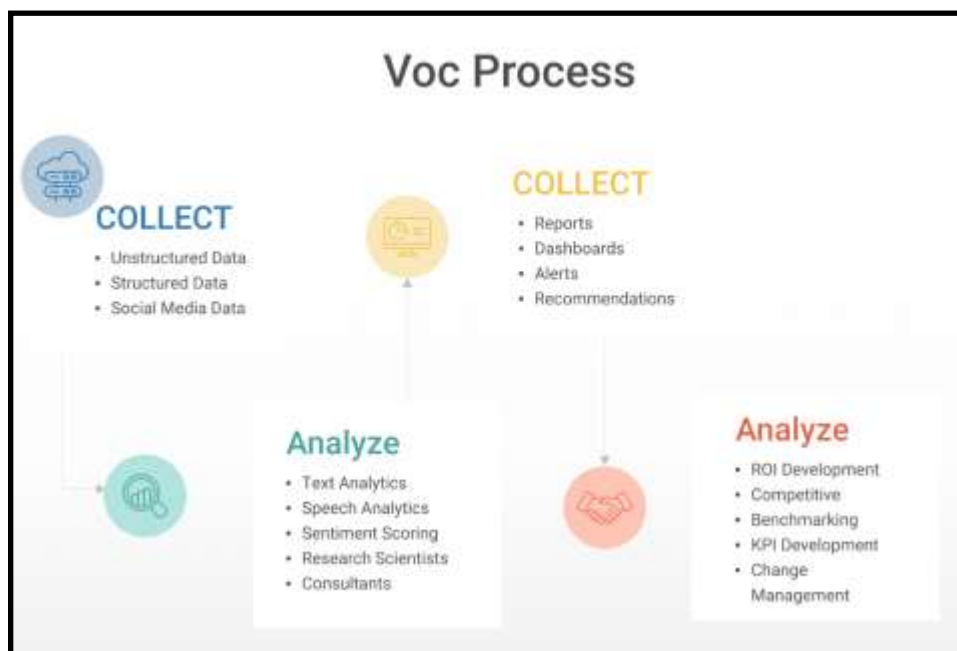 Voc Process
COLLECT
• Unstructured Data
• Structured Data
• Social Media Data
Analyze
• Text Analytics
• Speech Analytics
• Sentiment Scoring
• Research Scientists
• Consultants
COLLECT
• Reports
• Dashboards
• Alerts
• Recommendations
Analyze
• ROI Development
• Competitive
• Benchmarking
• KPI Development
• Change
Management